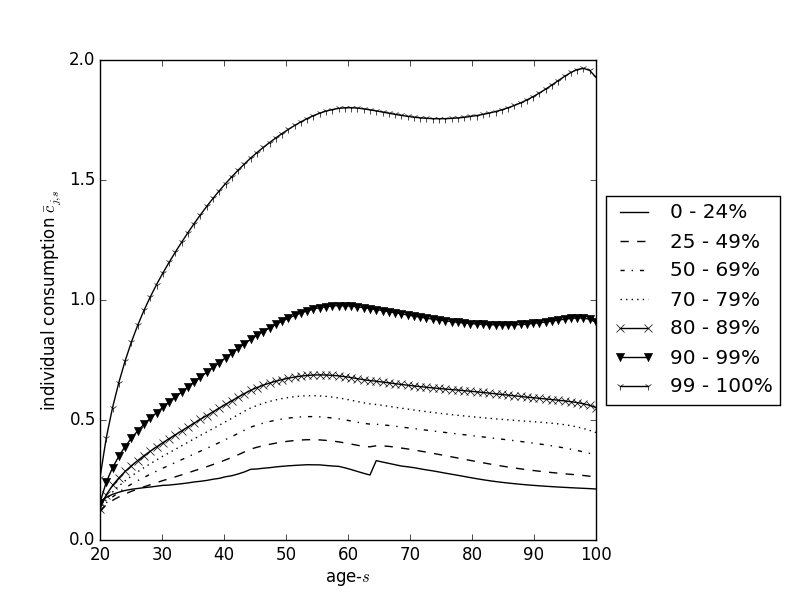 2.0
1.5
1.0
0.5
0.0
individual consumption c̄_{j,s}
20 30 40 50 60 70 80 90 100
age-s
0 - 24%
25 - 49%
50 - 69%
70 - 79%
80 - 89%
90 - 99%
99 - 100%